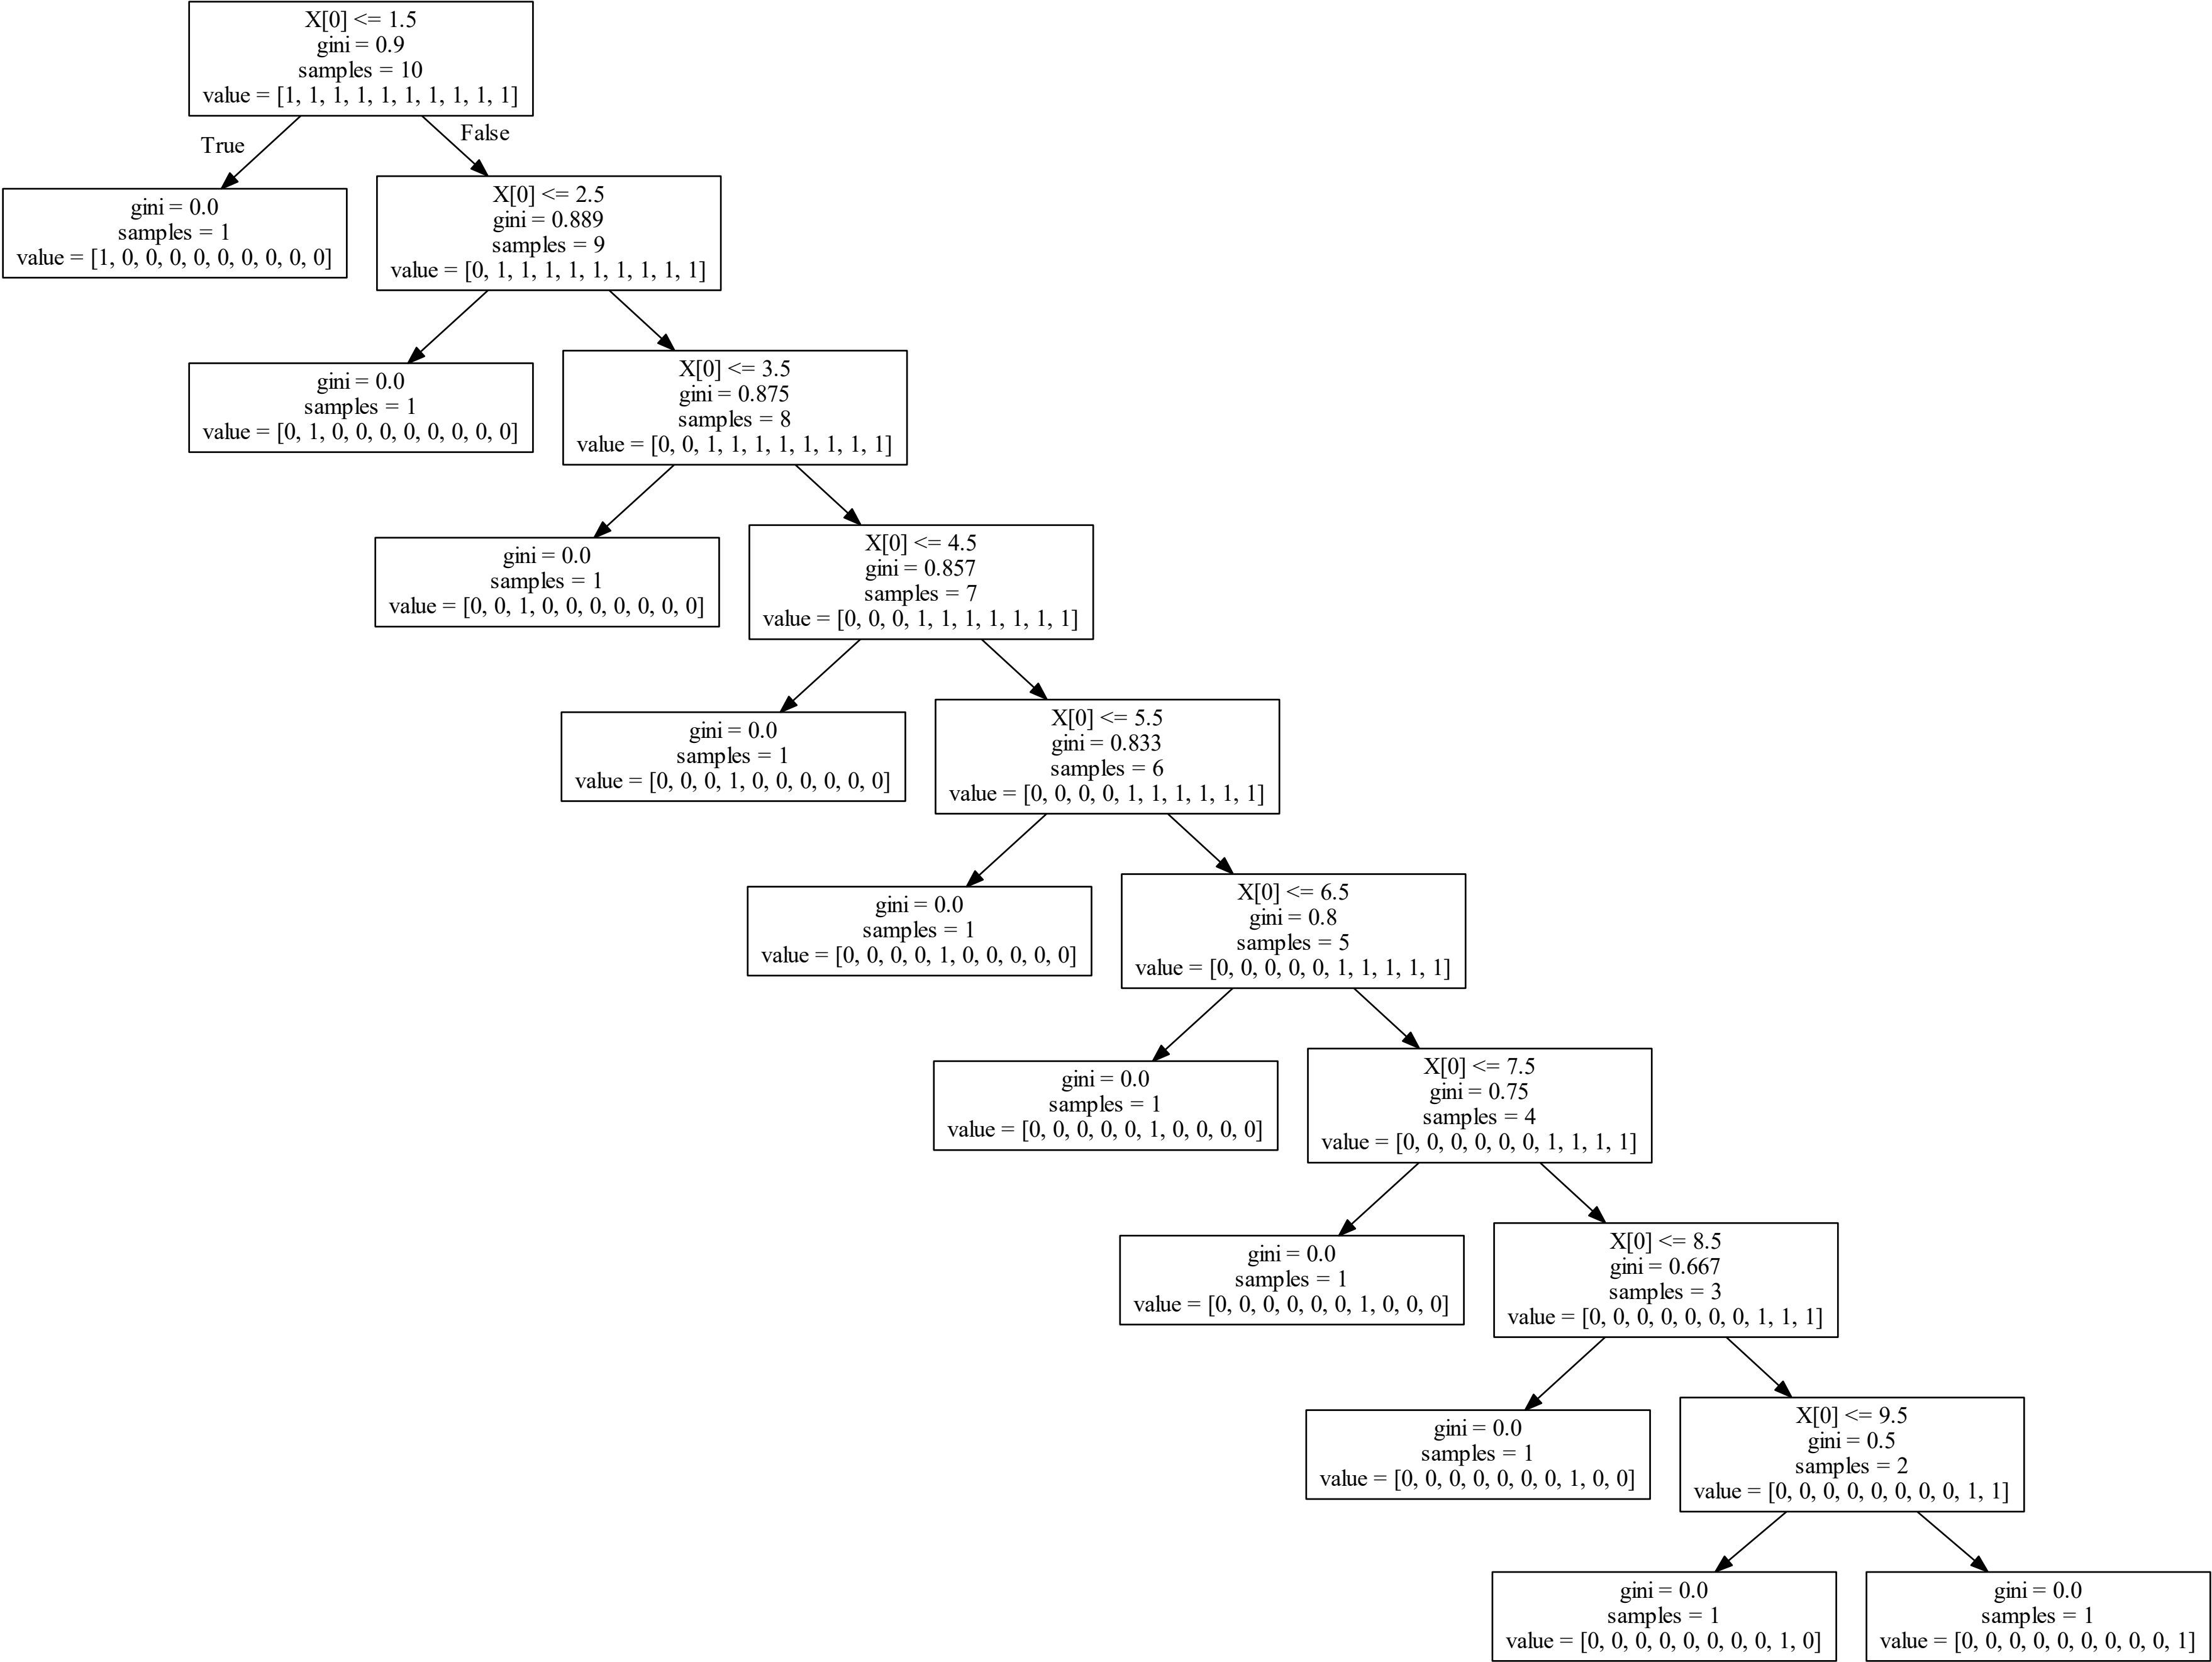 X[0] <= 1.5
gini = 0.9
samples = 10
value = [1, 1, 1, 1, 1, 1, 1, 1, 1, 1]
True
False
gini = 0.0
samples = 1
value = [1, 0, 0, 0, 0, 0, 0, 0, 0, 0]
X[0] <= 2.5
gini = 0.889
samples = 9
value = [0, 1, 1, 1, 1, 1, 1, 1, 1, 1]
gini = 0.0
samples = 1
value = [0, 1, 0, 0, 0, 0, 0, 0, 0, 0]
X[0] <= 3.5
gini = 0.875
samples = 8
value = [0, 0, 1, 1, 1, 1, 1, 1, 1, 1]
gini = 0.0
samples = 1
value = [0, 0, 1, 0, 0, 0, 0, 0, 0, 0]
X[0] <= 4.5
gini = 0.857
samples = 7
value = [0, 0, 0, 1, 1, 1, 1, 1, 1, 1]
gini = 0.0
samples = 1
value = [0, 0, 0, 1, 0, 0, 0, 0, 0, 0]
X[0] <= 5.5
gini = 0.833
samples = 6
value = [0, 0, 0, 0, 1, 1, 1, 1, 1, 1]
gini = 0.0
samples = 1
value = [0, 0, 0, 0, 1, 0, 0, 0, 0, 0]
X[0] <= 6.5
gini = 0.8
samples = 5
value = [0, 0, 0, 0, 0, 1, 1, 1, 1, 1]
gini = 0.0
samples = 1
value = [0, 0, 0, 0, 0, 1, 0, 0, 0, 0]
X[0] <= 7.5
gini = 0.75
samples = 4
value = [0, 0, 0, 0, 0, 0, 1, 1, 1, 1]
gini = 0.0
samples = 1
value = [0, 0, 0, 0, 0, 0, 1, 0, 0, 0]
X[0] <= 8.5
gini = 0.667
samples = 3
value = [0, 0, 0, 0, 0, 0, 0, 1, 1, 1]
gini = 0.0
samples = 1
value = [0, 0, 0, 0, 0, 0, 0, 1, 0, 0]
X[0] <= 9.5
gini = 0.5
samples = 2
value = [0, 0, 0, 0, 0, 0, 0, 0, 1, 1]
gini = 0.0
samples = 1
value = [0, 0, 0, 0, 0, 0, 0, 0, 1, 0]
gini = 0.0
samples = 1
value = [0, 0, 0, 0, 0, 0, 0, 0, 0, 1]